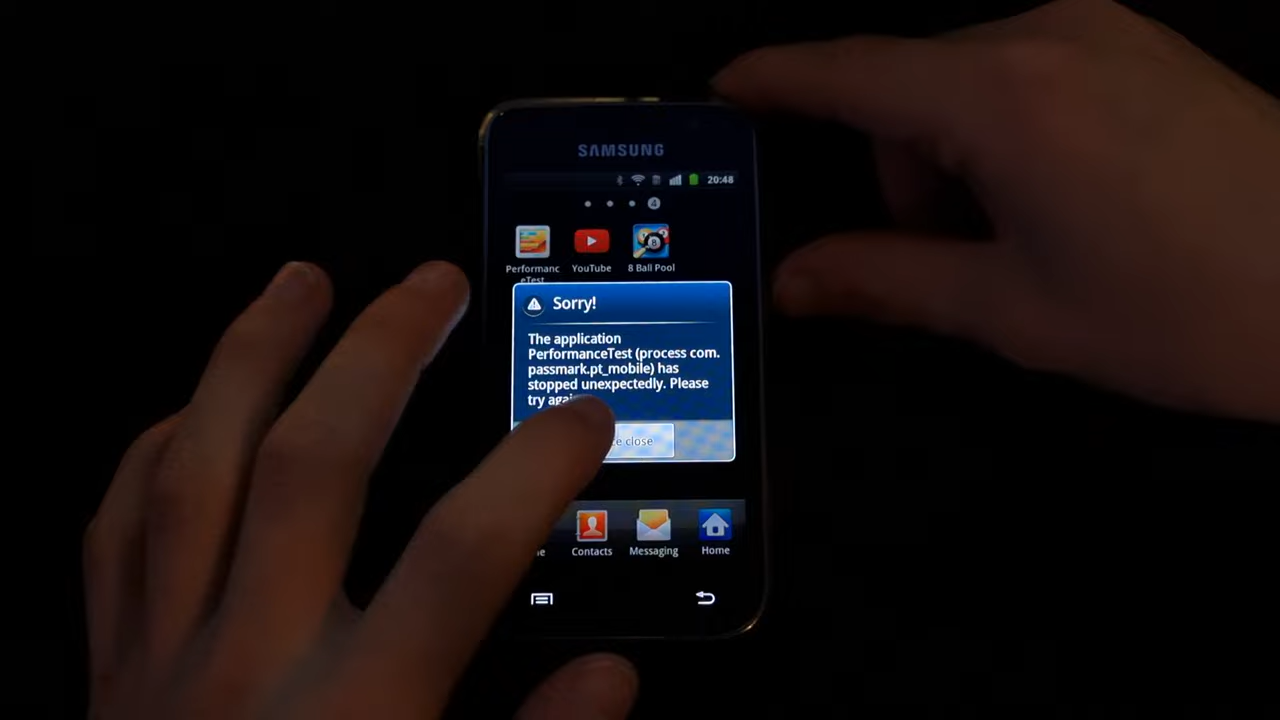 SAMSUNG
20:48
4
Performanc
eTest
YouTube
8 Ball Pool
Sorry!
The application
PerformanceTest (process com.
passmark.pt_mobile) has
stopped unexpectedly. Please
try
close
Contacts
Messaging
Home